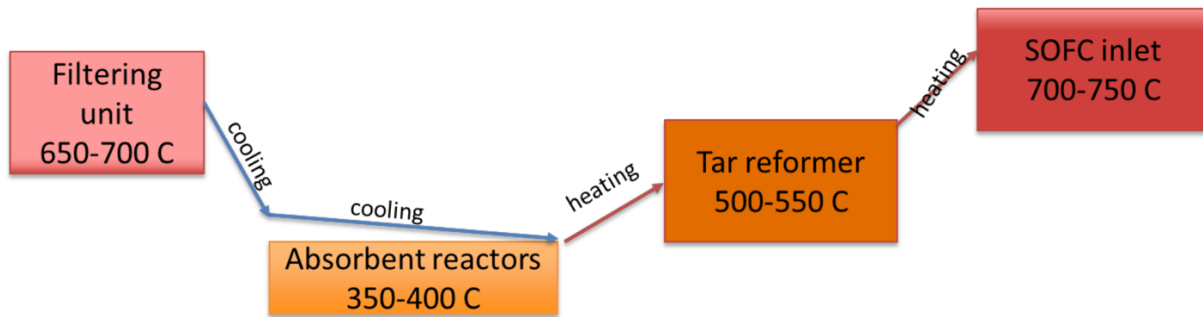 Filtering
unit
650-700 C
cooling
cooling
Absorbent reactors
350-400 C
heating
Tar reformer
500-550 C
heating
SOFC inlet
700-750 C